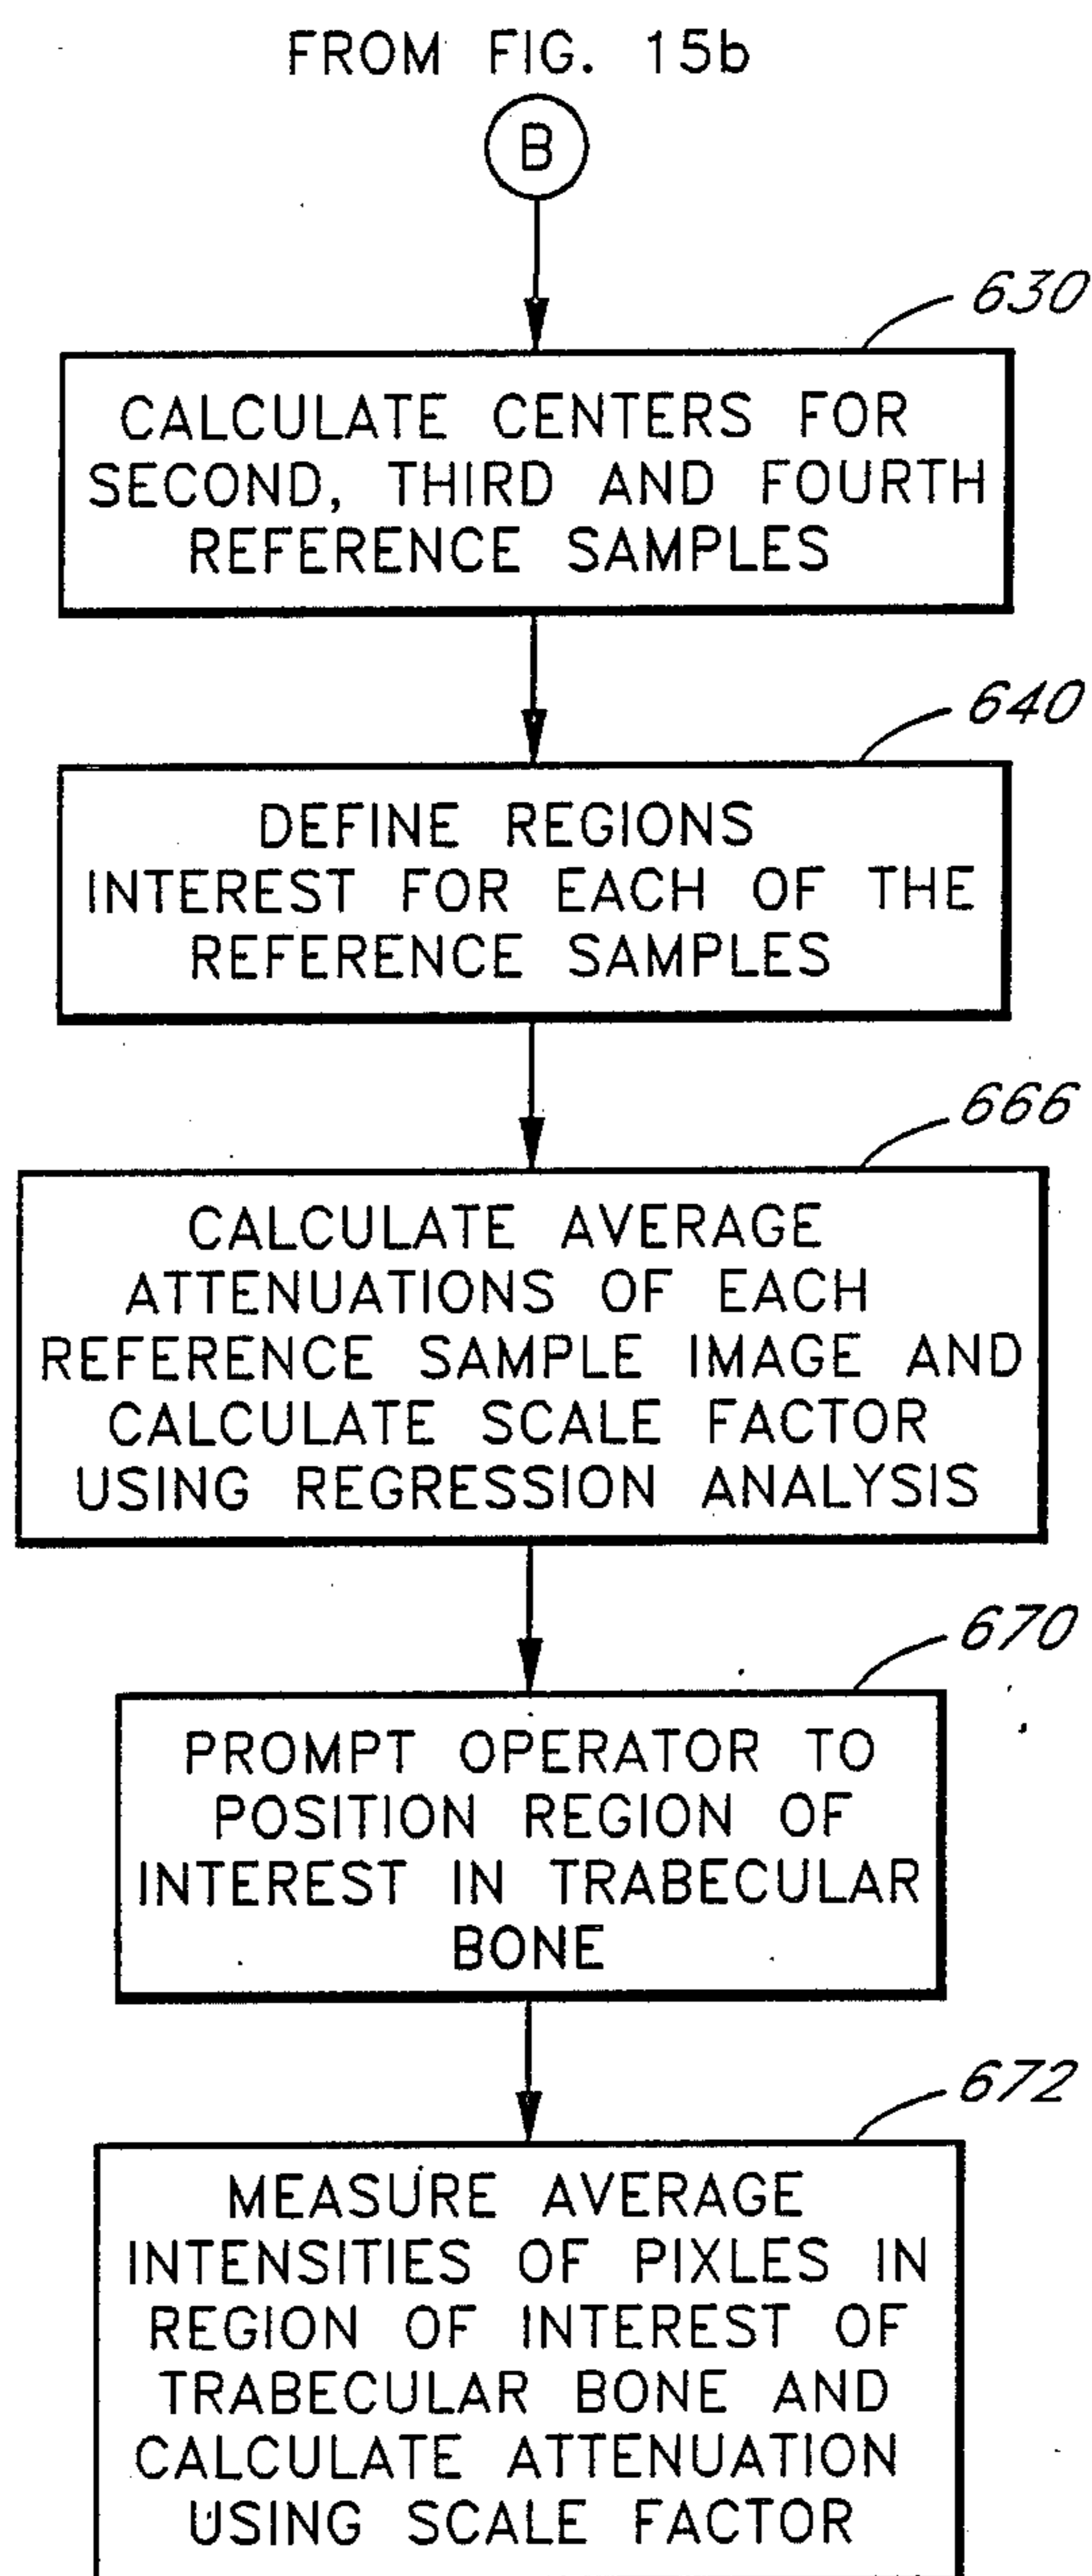 FROM FIG. 15b
B
630
CALCULATE CENTERS FOR
SECOND, THIRD AND FOURTH
REFERENCE SAMPLES
640
DEFINE REGIONS
INTEREST FOR EACH OF THE
REFERENCE SAMPLES
666
CALCULATE AVERAGE
ATTENUATIONS OF EACH
REFERENCE SAMPLE IMAGE AND
CALCULATE SCALE FACTOR
USING REGRESSION ANALYSIS
670
PROMPT OPERATOR TO
POSITION REGION OF
INTEREST IN TRABECULAR
BONE
672
MEASURE AVERAGE
INTENSITIES OF PIXLES IN
REGION OF INTEREST OF
TRABECULAR BONE AND
CALCULATE ATTENUATION
USING SCALE FACTOR